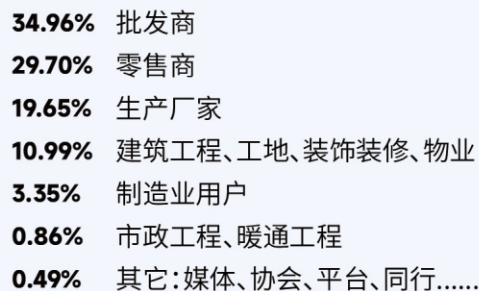 34.96% 批发商
29.70% 零售商
19.65% 生产厂家
10.99% 建筑工程、工地、装饰装修、物业
3.35% 制造业用户
0.86% 市政工程、暖通工程
0.49% 其它：媒体、协会、平台、同行......